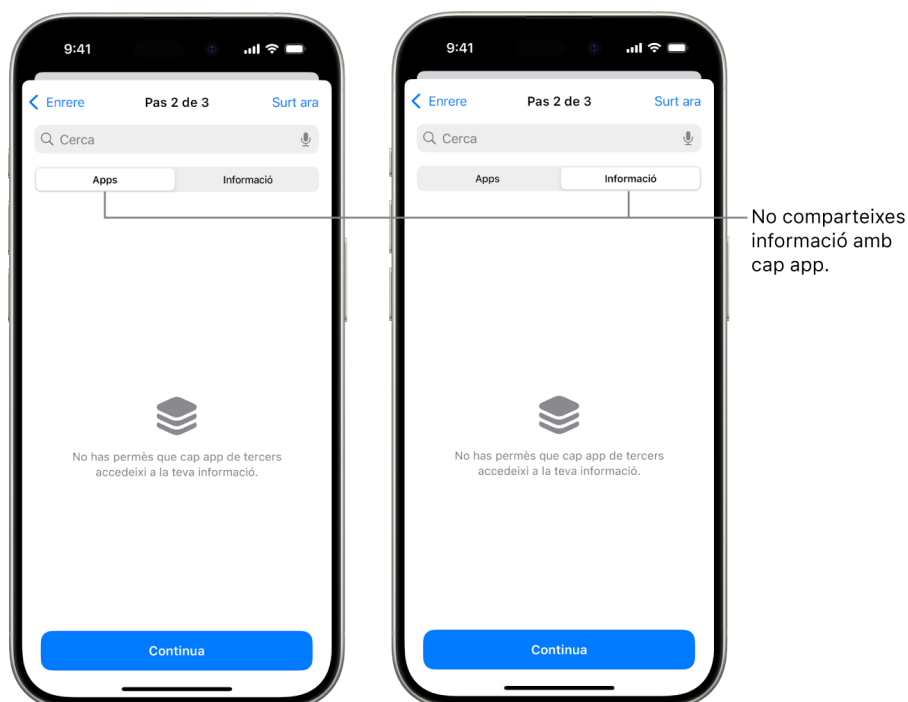 9:41
Enrere
Pas 2 de 3
Surt ara
Cerca
Apps
Informació
No has permès que cap app de tercers
accedeixi a la teva informació.
Continua
9:41
Enrere
Pas 2 de 3
Surt ara
Cerca
Apps
Informació
No has permès que cap app de tercers
accedeixi a la teva informació.
Continua
No comparteixes
informació amb
cap app.